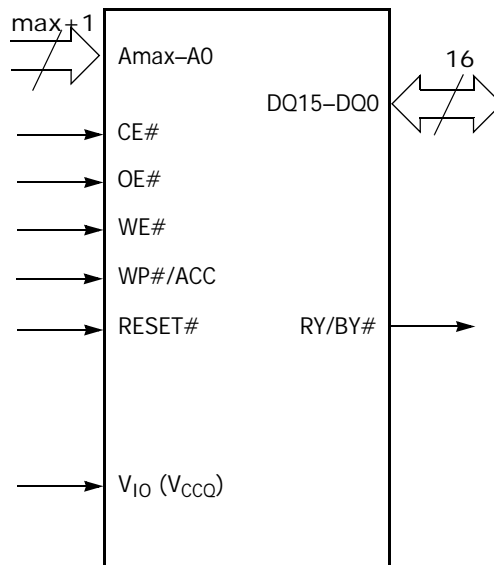 max+1
Amax–A0
16
DQ15–DQ0
CE#
OE#
WE#
WP#/ACC
RESET#
RY/BY#
VIO (VCCQ)